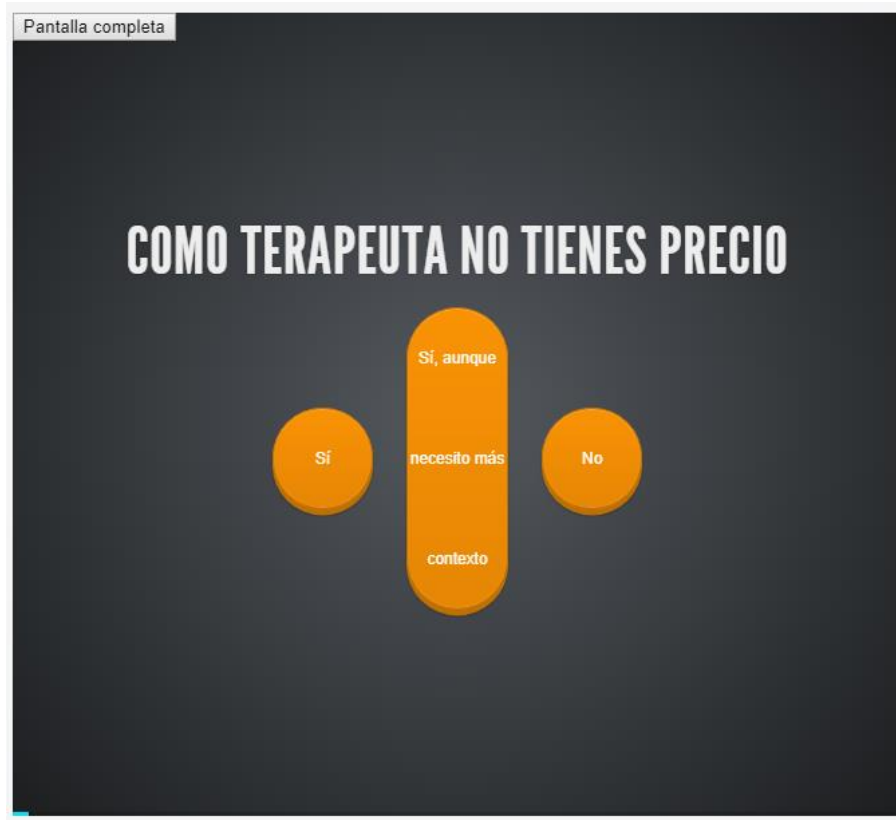 Pantalla completa
COMO TERAPEUTA NO TIENES PRECIO
Sí
Sí, aunque
necesito más
contexto
No